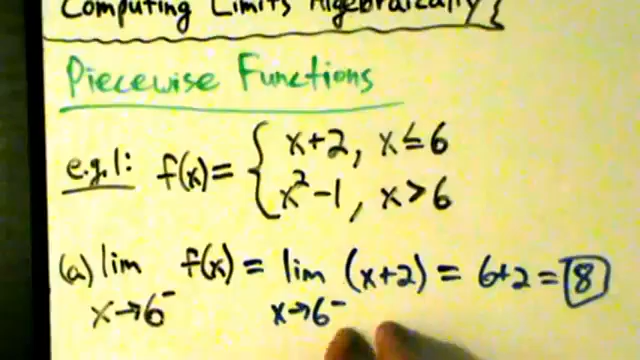 Computing Limits Algebraically
Piecewise Functions
e.g.1: f(x) = { x+2, x≤6
x²-1, x>6
(a) lim f(x) = lim (x+2) = 6+2 = 8
x→6⁻ x→6⁻